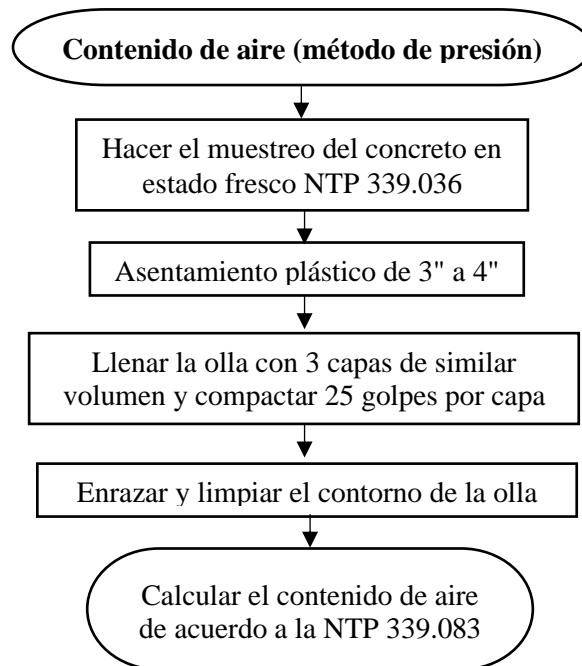 Contenido de aire (método de presión)
Hacer el muestreo del concreto en
estado fresco NTP 339.036
Asentamiento plástico de 3" a 4"
Llenar la olla con 3 capas de similar
volumen y compactar 25 golpes por capa
Enrazar y limpiar el contorno de la olla
Calcular el contenido de aire
de acuerdo a la NTP 339.083